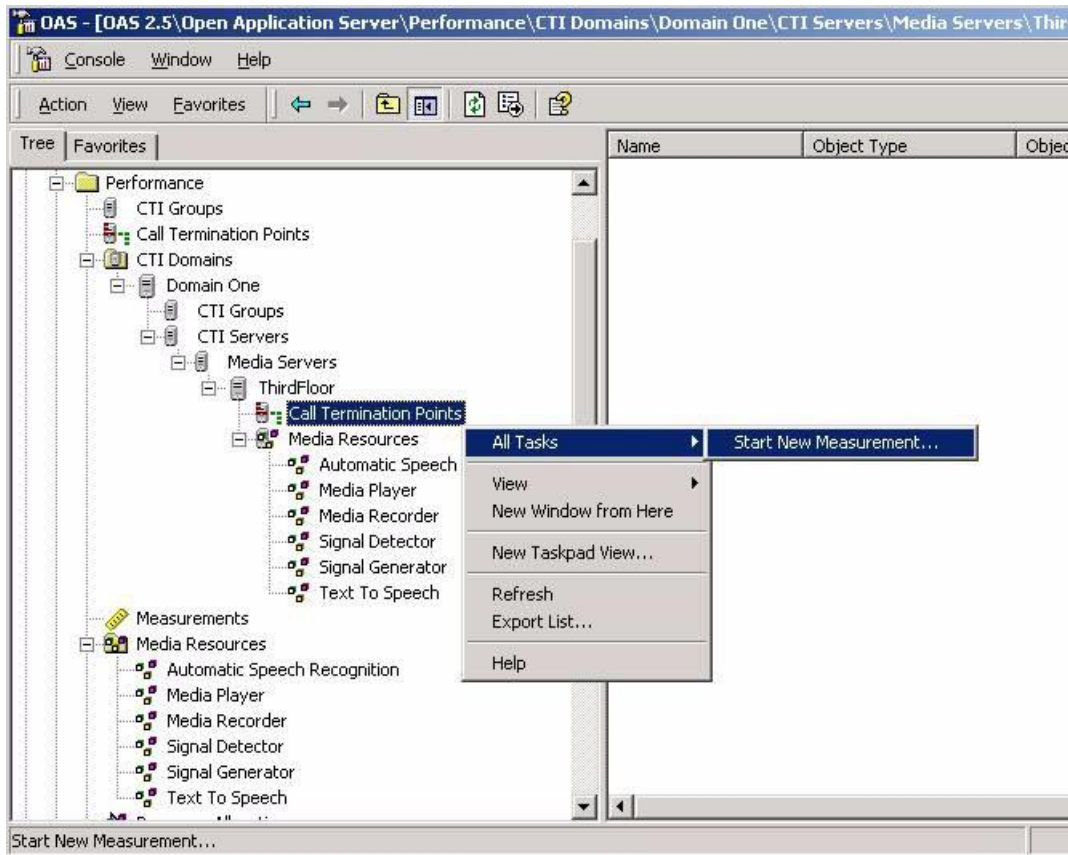 OAS - [OAS 2.5\Open Application Server\Performance\CTI Domains\Domain One\CTI Servers\Media Servers\Thir
Console Window Help
Action View Favorites
Tree Favorites
Name Object Type Objec
Performance
CTI Groups
Call Termination Points
CTI Domains
Domain One
CTI Groups
CTI Servers
Media Servers
ThirdFloor
Call Termination Points
Media Resources
Automatic Speech
Media Player
Media Recorder
Signal Detector
Signal Generator
Text To Speech
All Tasks
Start New Measurement...
View
New Window from Here
New Taskpad View...
Refresh
Export List...
Help
Measurements
Media Resources
Automatic Speech Recognition
Media Player
Media Recorder
Signal Detector
Signal Generator
Text To Speech
Start New Measurement...